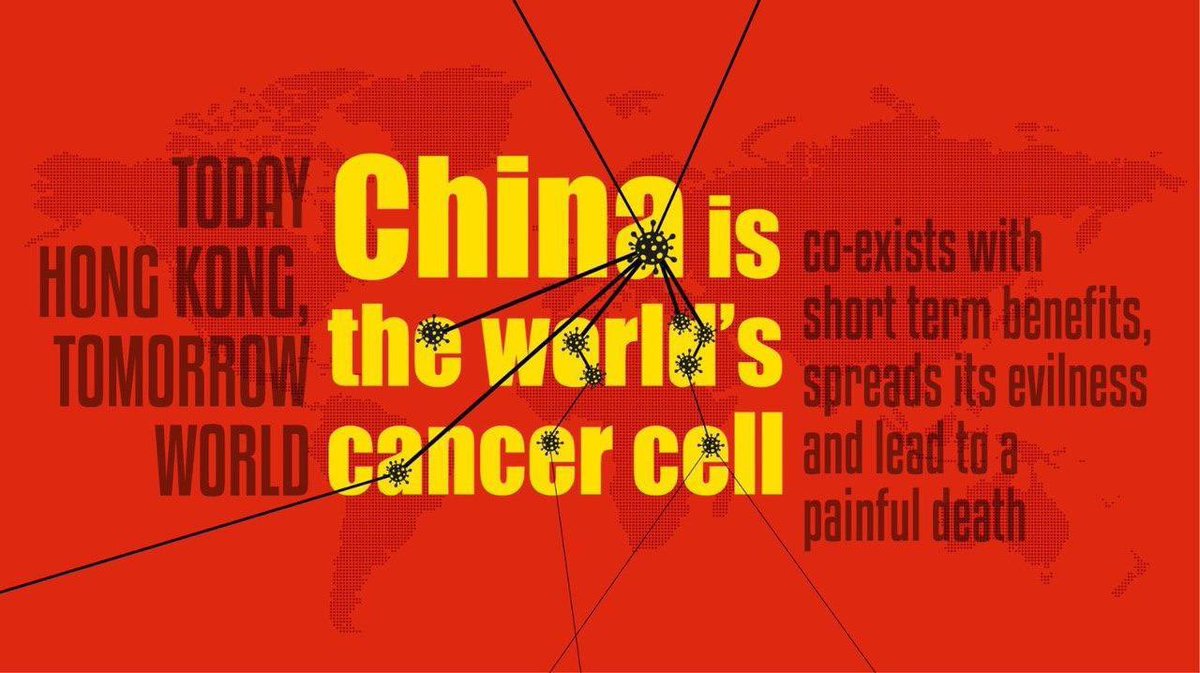 TODAY
HONG KONG,
TOMORROW
WORLD
China is
the world's
cancer cell
co-exists with
short term benefits,
spreads its evilness
and lead to a
painful death